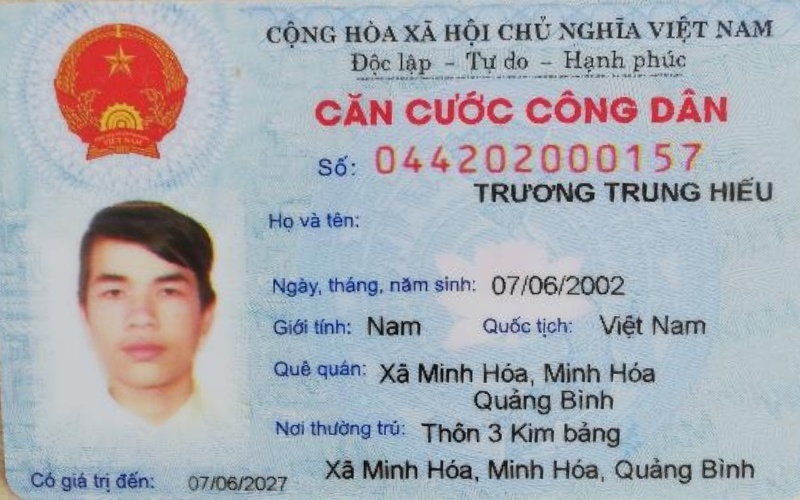 CỘNG HÒA XÃ HỘI CHỦ NGHĨA VIỆT NAM
Độc lập - Tự do - Hạnh phúc
CĂN CƯỚC CÔNG DÂN
Số: 044202000157
TRƯƠNG TRUNG HIẾU
Họ và tên:
Ngày, tháng, năm sinh: 07/06/2002
Giới tính: Nam Quốc tịch: Việt Nam
Quê quán: Xã Minh Hóa, Minh Hóa
Quảng Bình
Nơi thường trú: Thôn 3 Kim bảng
Xã Minh Hóa, Minh Hóa, Quảng Bình
Có giá trị đến: 07/06/2027
VIỆT NAM